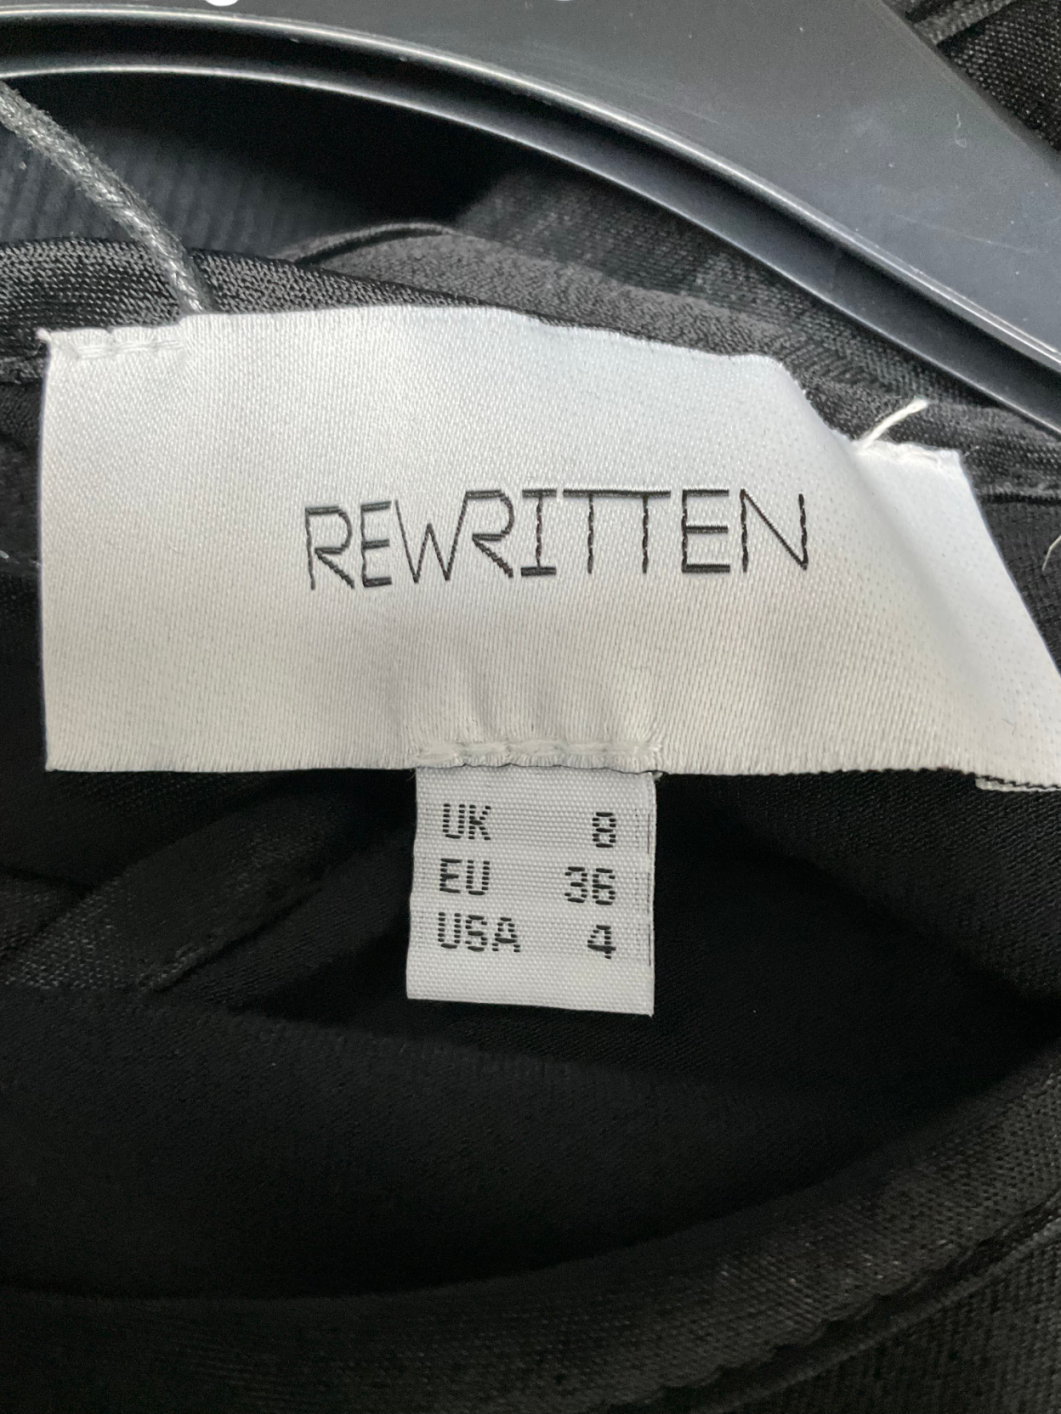 REWRITTEN
UK 8
EU 36
USA 4